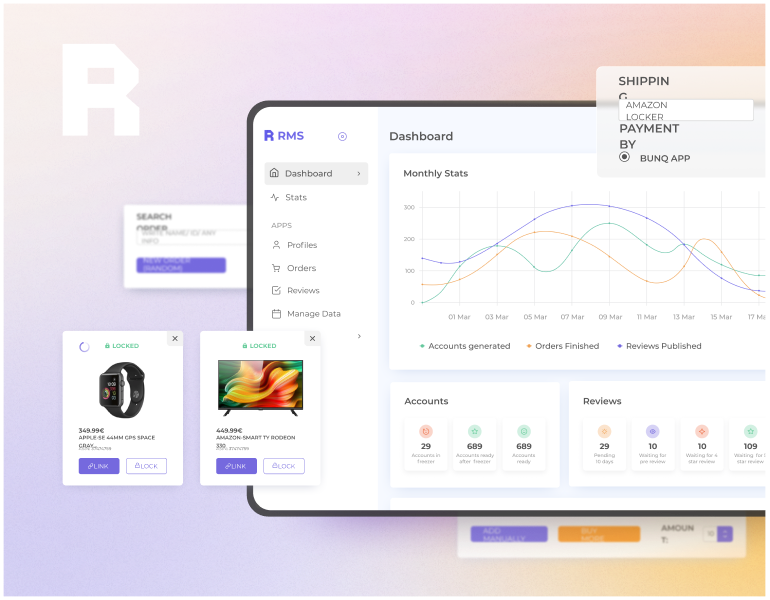 SHIPPIN
G
AMAZON
LOCKER
PAYMENT
BY
BUNQ APP
RMS
Dashboard
Dashboard
Stats
APPS
Profiles
Orders
Reviews
Manage Data
Monthly Stats
300
200
100
0
01 Mar
03 Mar
05 Mar
07 Mar
09 Mar
11 Mar
13 Mar
15 Mar
17 Ma
Accounts generated
Orders Finished
Reviews Published
SEARCH
ORDER
WRITE NAME/ ID/ ANY
INFO
NEW ORDER
(RANDOM)
LOCKED
349.99€
APPLE-SE 44MM GPS SPACE
GRAY
LINK
LOCK
LOCKED
449.99€
AMAZON-SMART TY RODEON
LINK
LOCK
Accounts
29
Accounts in
freezer
689
Accounts ready
after freezer
689
Accounts
ready
Reviews
29
Pending
10 days
10
Waiting for
pre review
10
Waiting for 4
star review
109
Waiting for
star review
ADD
MANUALLY
BUY
MORE
AMOUN
T:
10